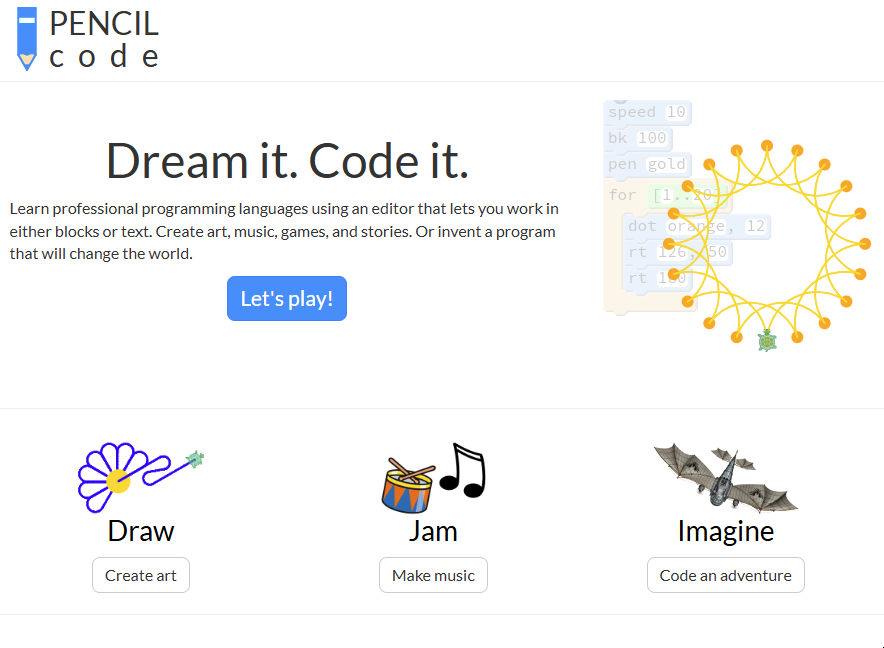 PENCIL
code
Dream it. Code it.
Learn professional programming languages using an editor that lets you work in
either blocks or text. Create art, music, games, and stories. Or invent a program
that will change the world.
Let's play!
speed 10
bk 100
pen gold
for [1..20]
dot orange, 12
rt 126, 50
rt 180
Draw
Jam
Imagine
Create art
Make music
Code an adventure